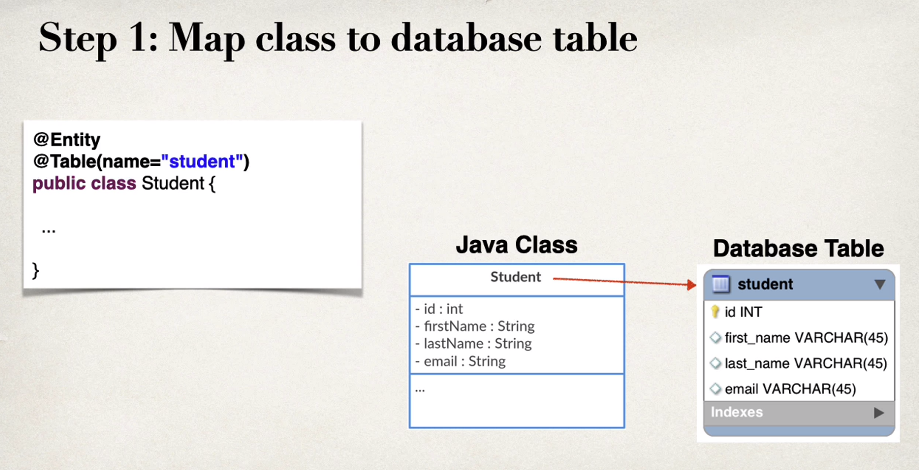 Step 1: Map class to database table
@Entity
@Table(name="student")
public class Student {
...
}
Java Class
Student
- id : int
- firstName : String
- lastName : String
- email : String
...
Database Table
student
id INT
first_name VARCHAR(45)
last_name VARCHAR(45)
email VARCHAR(45)
Indexes